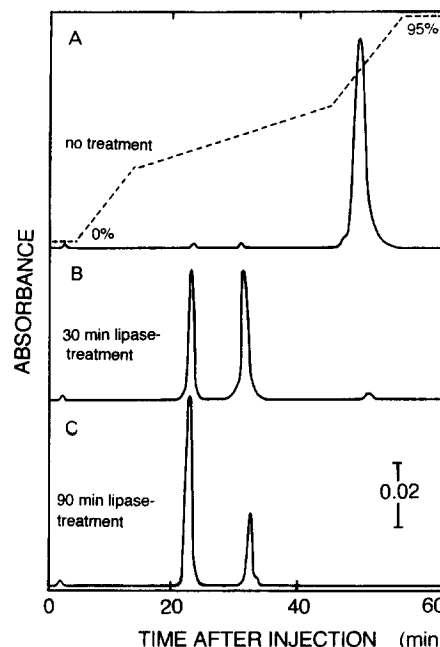 A
95%
no treatment
0%
ABSORBANCE
B
30 min lipase-
treatment
C
90 min lipase-
treatment
0.02
0 20 40 60
TIME AFTER INJECTION (min